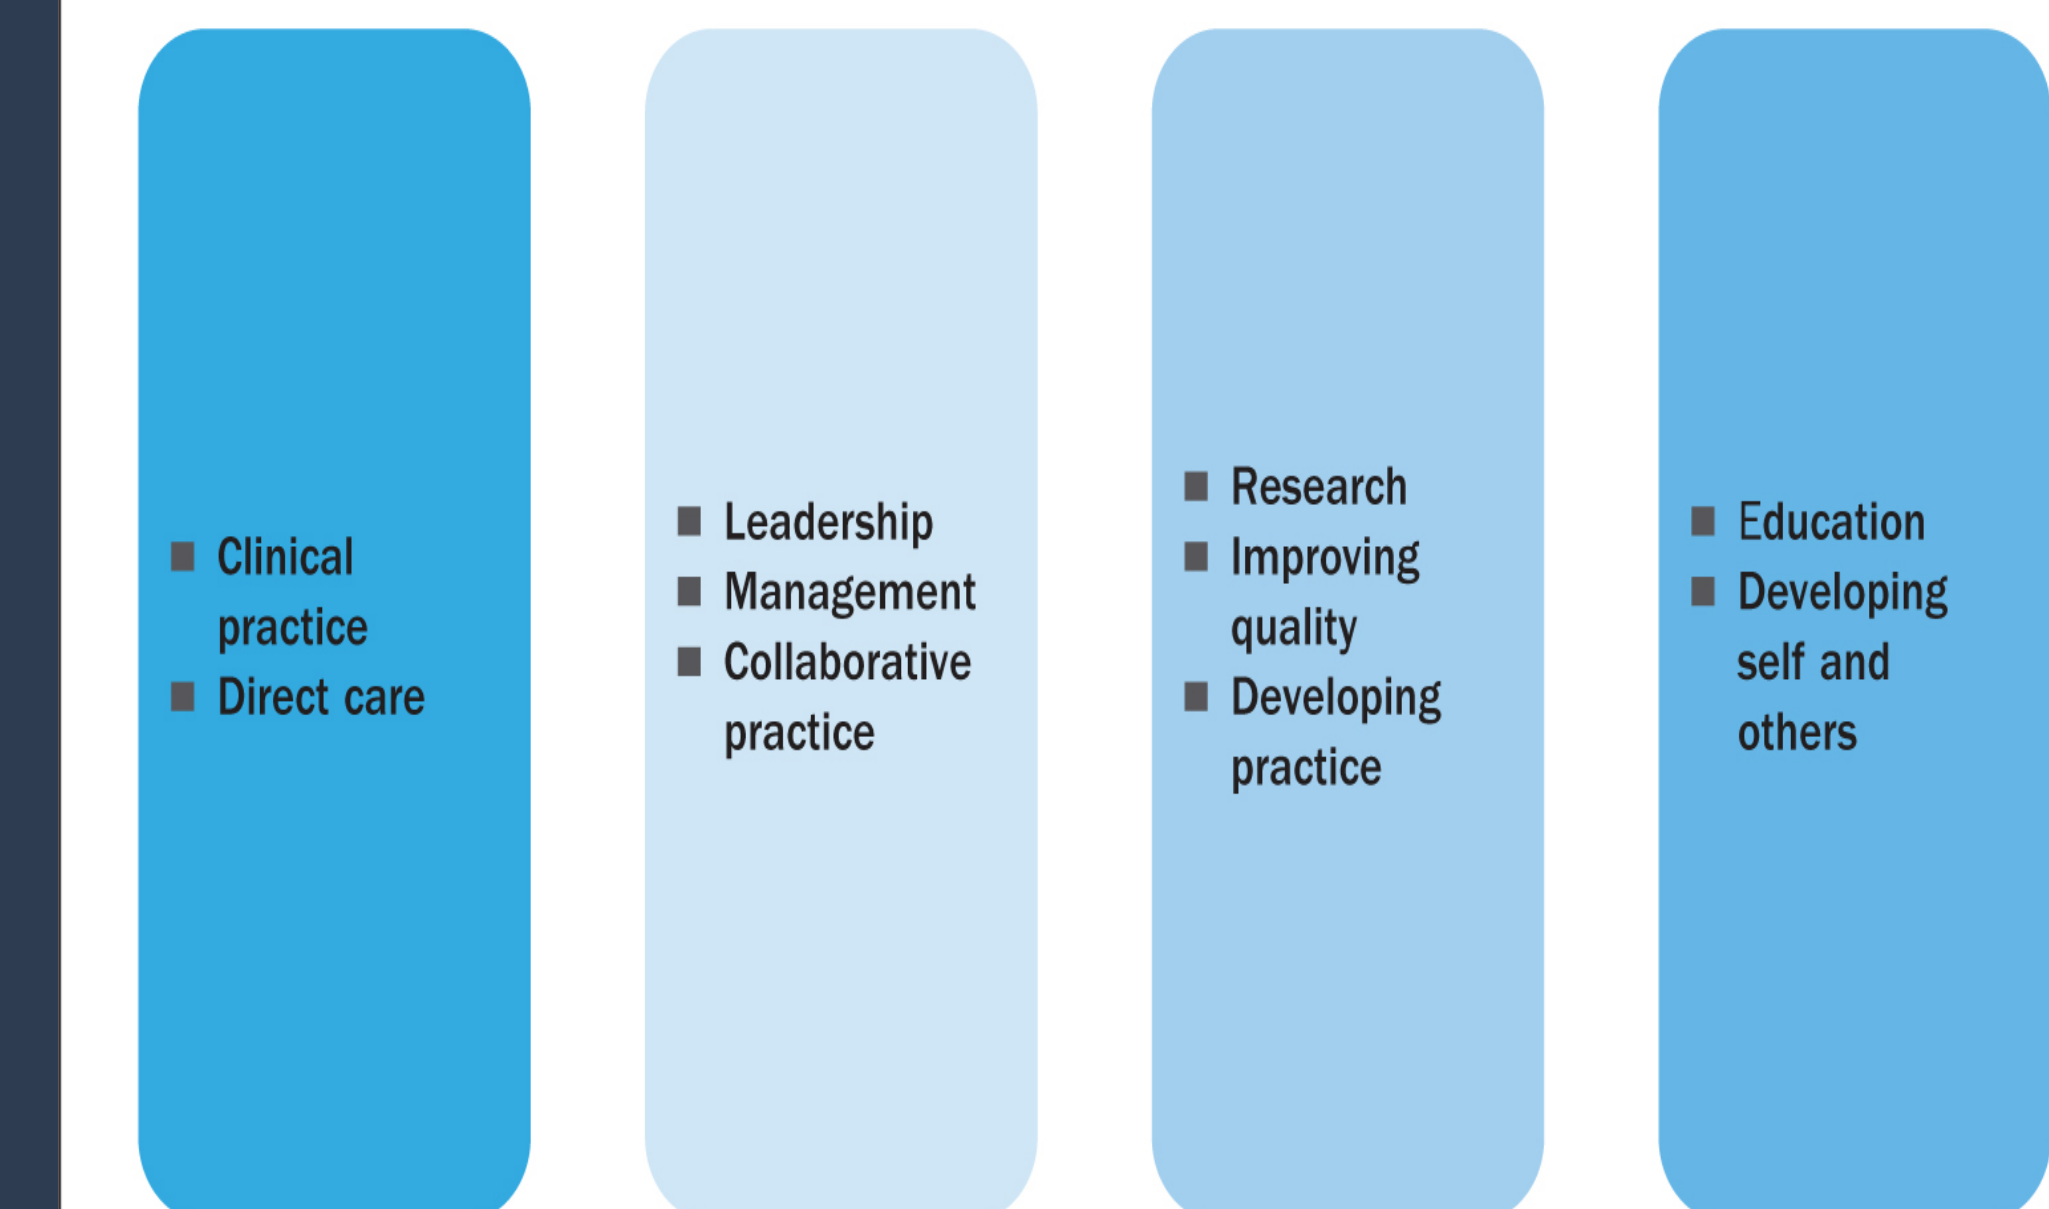 ■ Clinical
practice
■ Direct care
■ Leadership
■ Management
■ Collaborative
practice
■ Research
■ Improving
quality
■ Developing
practice
■ Education
■ Developing
self and
others